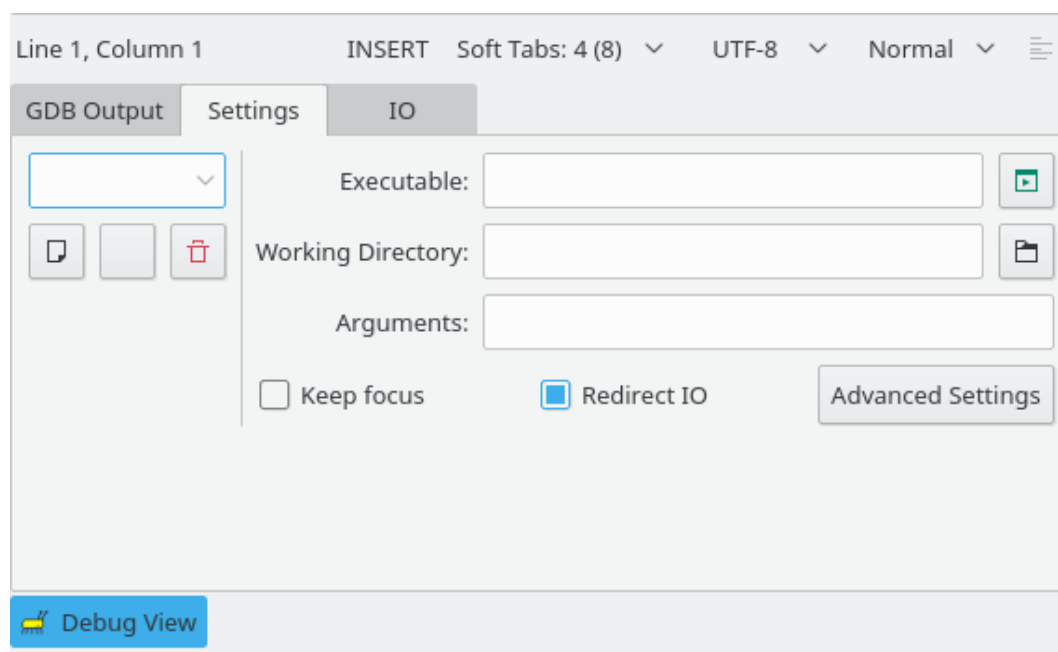 Line 1, Column 1 INSERT Soft Tabs: 4 (8) UTF-8 Normal
GDB Output Settings IO
Executable:
Working Directory:
Arguments:
Keep focus Redirect IO Advanced Settings
Debug View